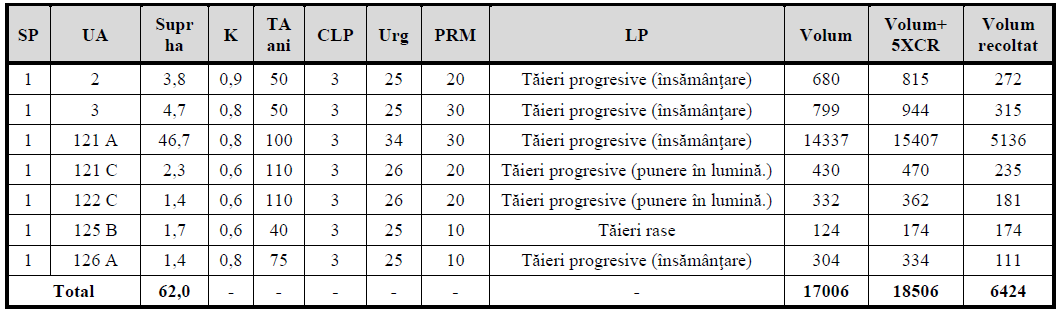 SP UA Supr ha K TA ani CLP Urg PRM LP Volum Volum+ 5XCR Volum recoltat
1 2 3,8 0,9 50 3 25 20 Tăieri progresive (însămânţare) 680 815 272
1 3 4,7 0,8 50 3 25 30 Tăieri progresive (însămânţare) 799 944 315
1 121 A 46,7 0,8 100 3 34 30 Tăieri progresive (însămânţare) 14337 15407 5136
1 121 C 2,3 0,6 110 3 26 20 Tăieri progresive (punere în lumină.) 430 470 235
1 122 C 1,4 0,6 110 3 26 20 Tăieri progresive (punere în lumină.) 332 362 181
1 125 B 1,7 0,6 40 3 25 10 Tăieri rase 124 174 174
1 126 A 1,4 0,8 75 3 25 10 Tăieri progresive (însămânţare) 304 334 111
Total 62,0 - - - - - - 17006 18506 6424